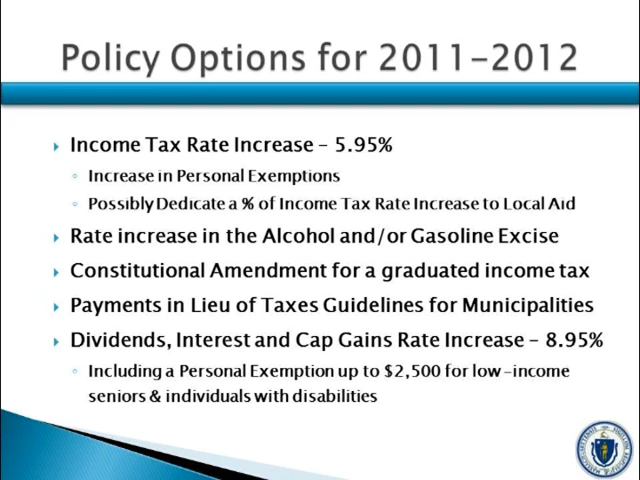 Policy Options for 2011-2012
Income Tax Rate Increase – 5.95%
Increase in Personal Exemptions
Possibly Dedicate a % of Income Tax Rate Increase to Local Aid
Rate increase in the Alcohol and/or Gasoline Excise
Constitutional Amendment for a graduated income tax
Payments in Lieu of Taxes Guidelines for Municipalities
Dividends, Interest and Cap Gains Rate Increase – 8.95%
Including a Personal Exemption up to $2,500 for low-income
seniors & individuals with disabilities